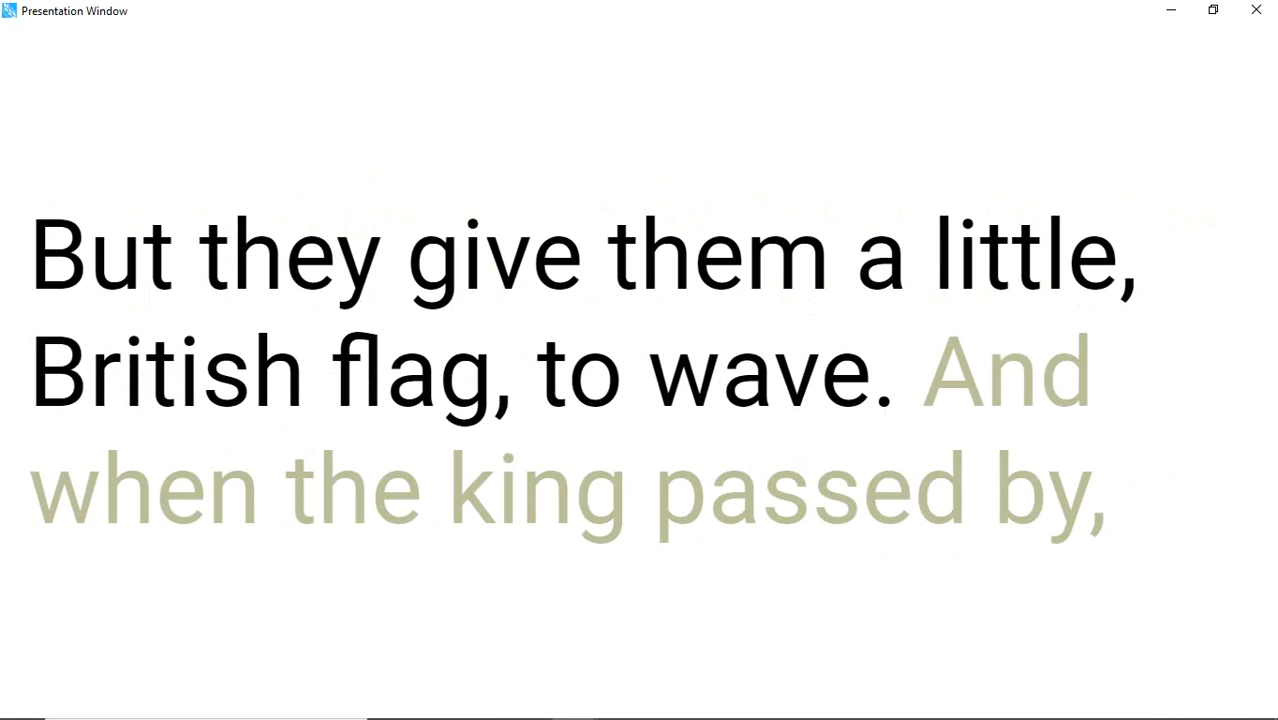 Presentation Window
But they give them a little,
British flag, to wave. And
when the king passed by,